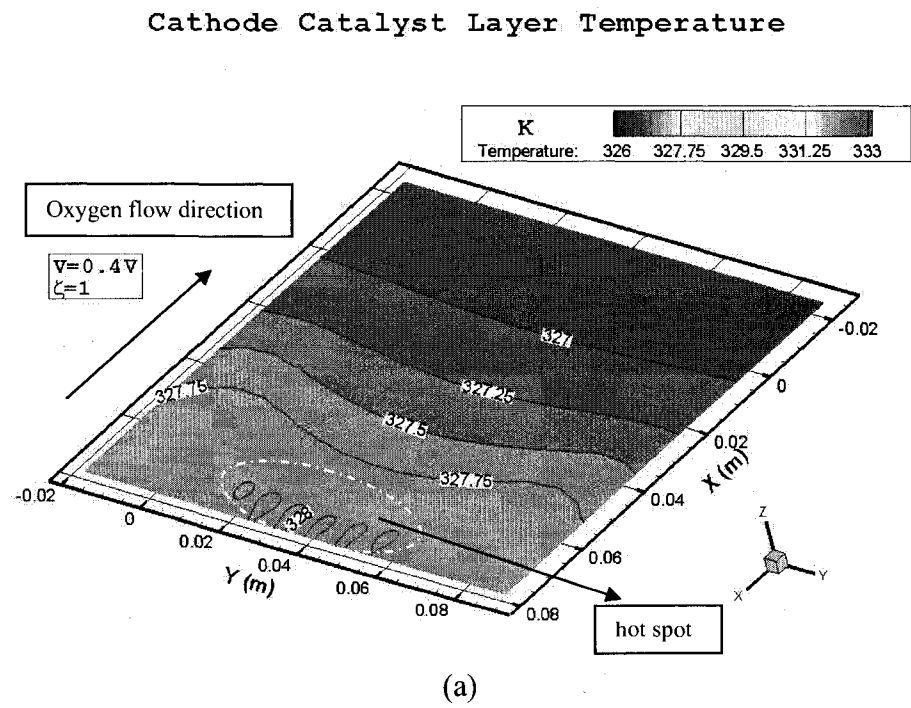 Cathode Catalyst Layer Temperature
K
Temperature: 326 327.75 329.5 331.25 333
Oxygen flow direction
V=0.4V
ζ=1
327
327.25
327.5
327.75
327.75
328
-0.02
0
0.02
0.04
0.06
0.08
Y (m)
-0.02
0
0.02
0.04
0.06
0.08
X (m)
Z
Y
X
hot spot
(a)